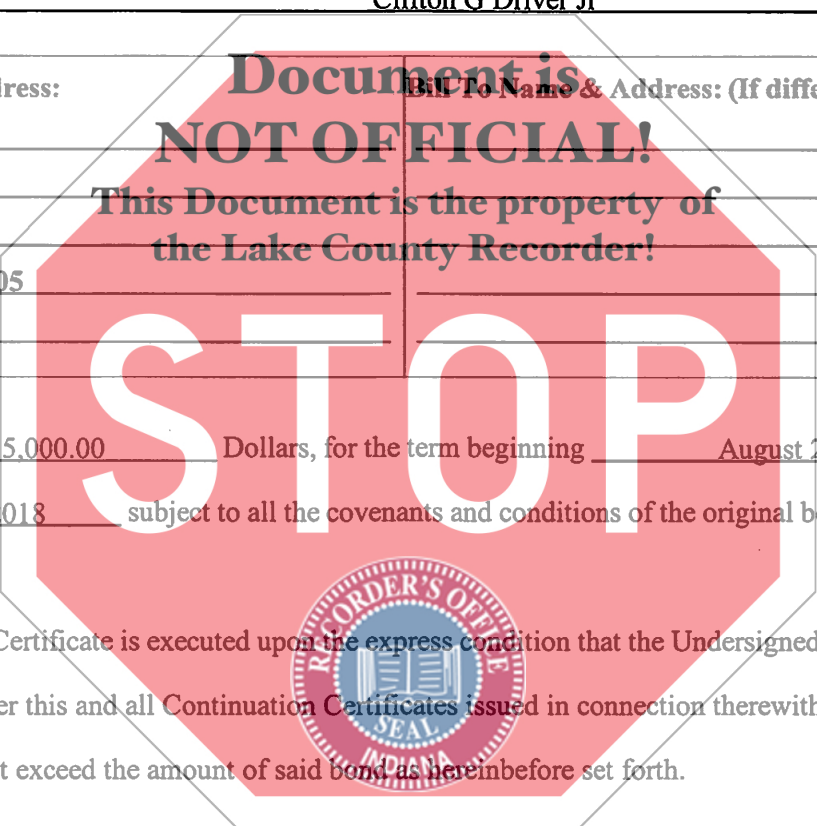 Clinton G Driver Jr
Document is
dress:
Bill To Name & Address: (If diffe
NOT OFFICIAL!
This Document is the property of
the Lake County Recorder!
05
STOP
5,000.00 Dollars, for the term beginning August 2
018 subject to all the covenants and conditions of the original b
RECORDER'S OFFICE
SEAL
INDIANA
Certificate is executed upon the express condition that the Undersigned
er this and all Continuation Certificates issued in connection therewith
t exceed the amount of said bond as hereinbefore set forth.